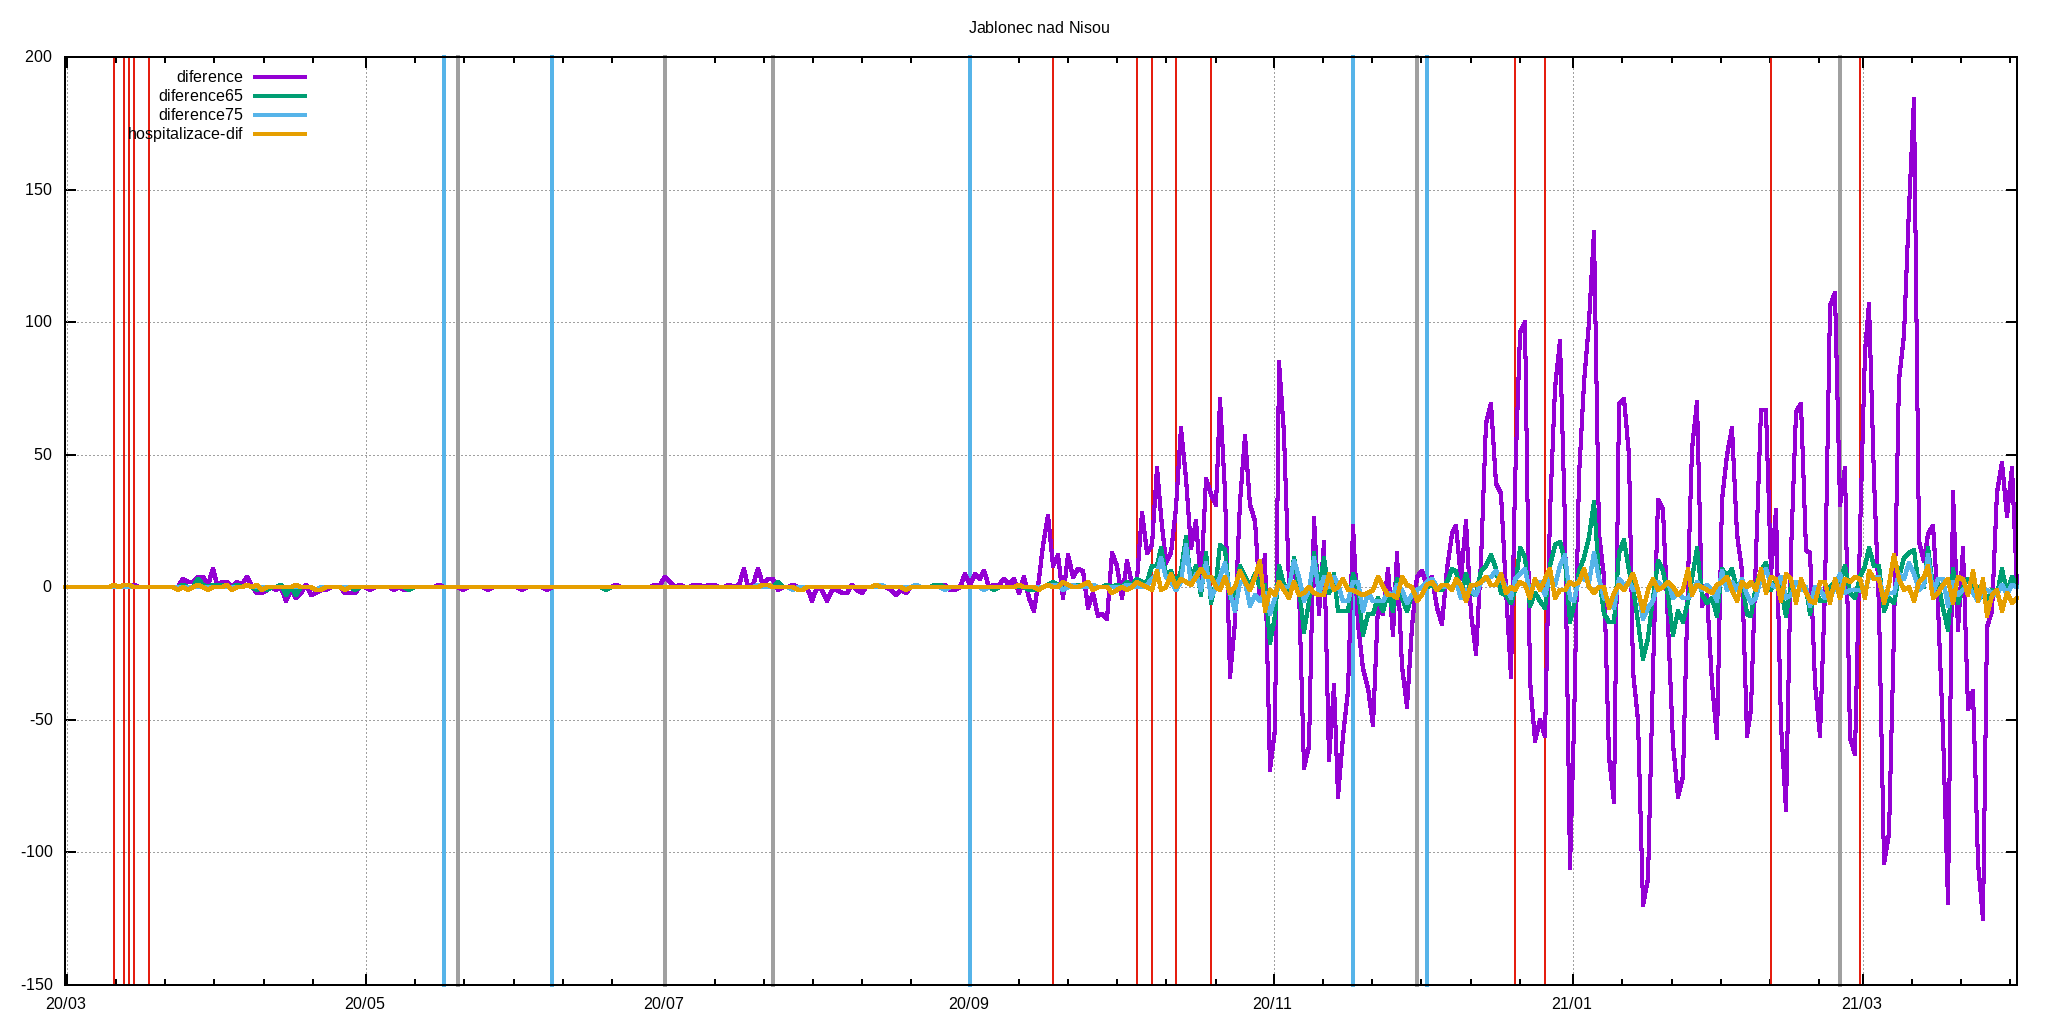 Jablonec nad Nisou
200
150
100
50
0
-50
-100
-150
diference
diference65
diference75
hospitalizace-dif
20/03 20/05 20/07 20/09 20/11 21/01 21/03